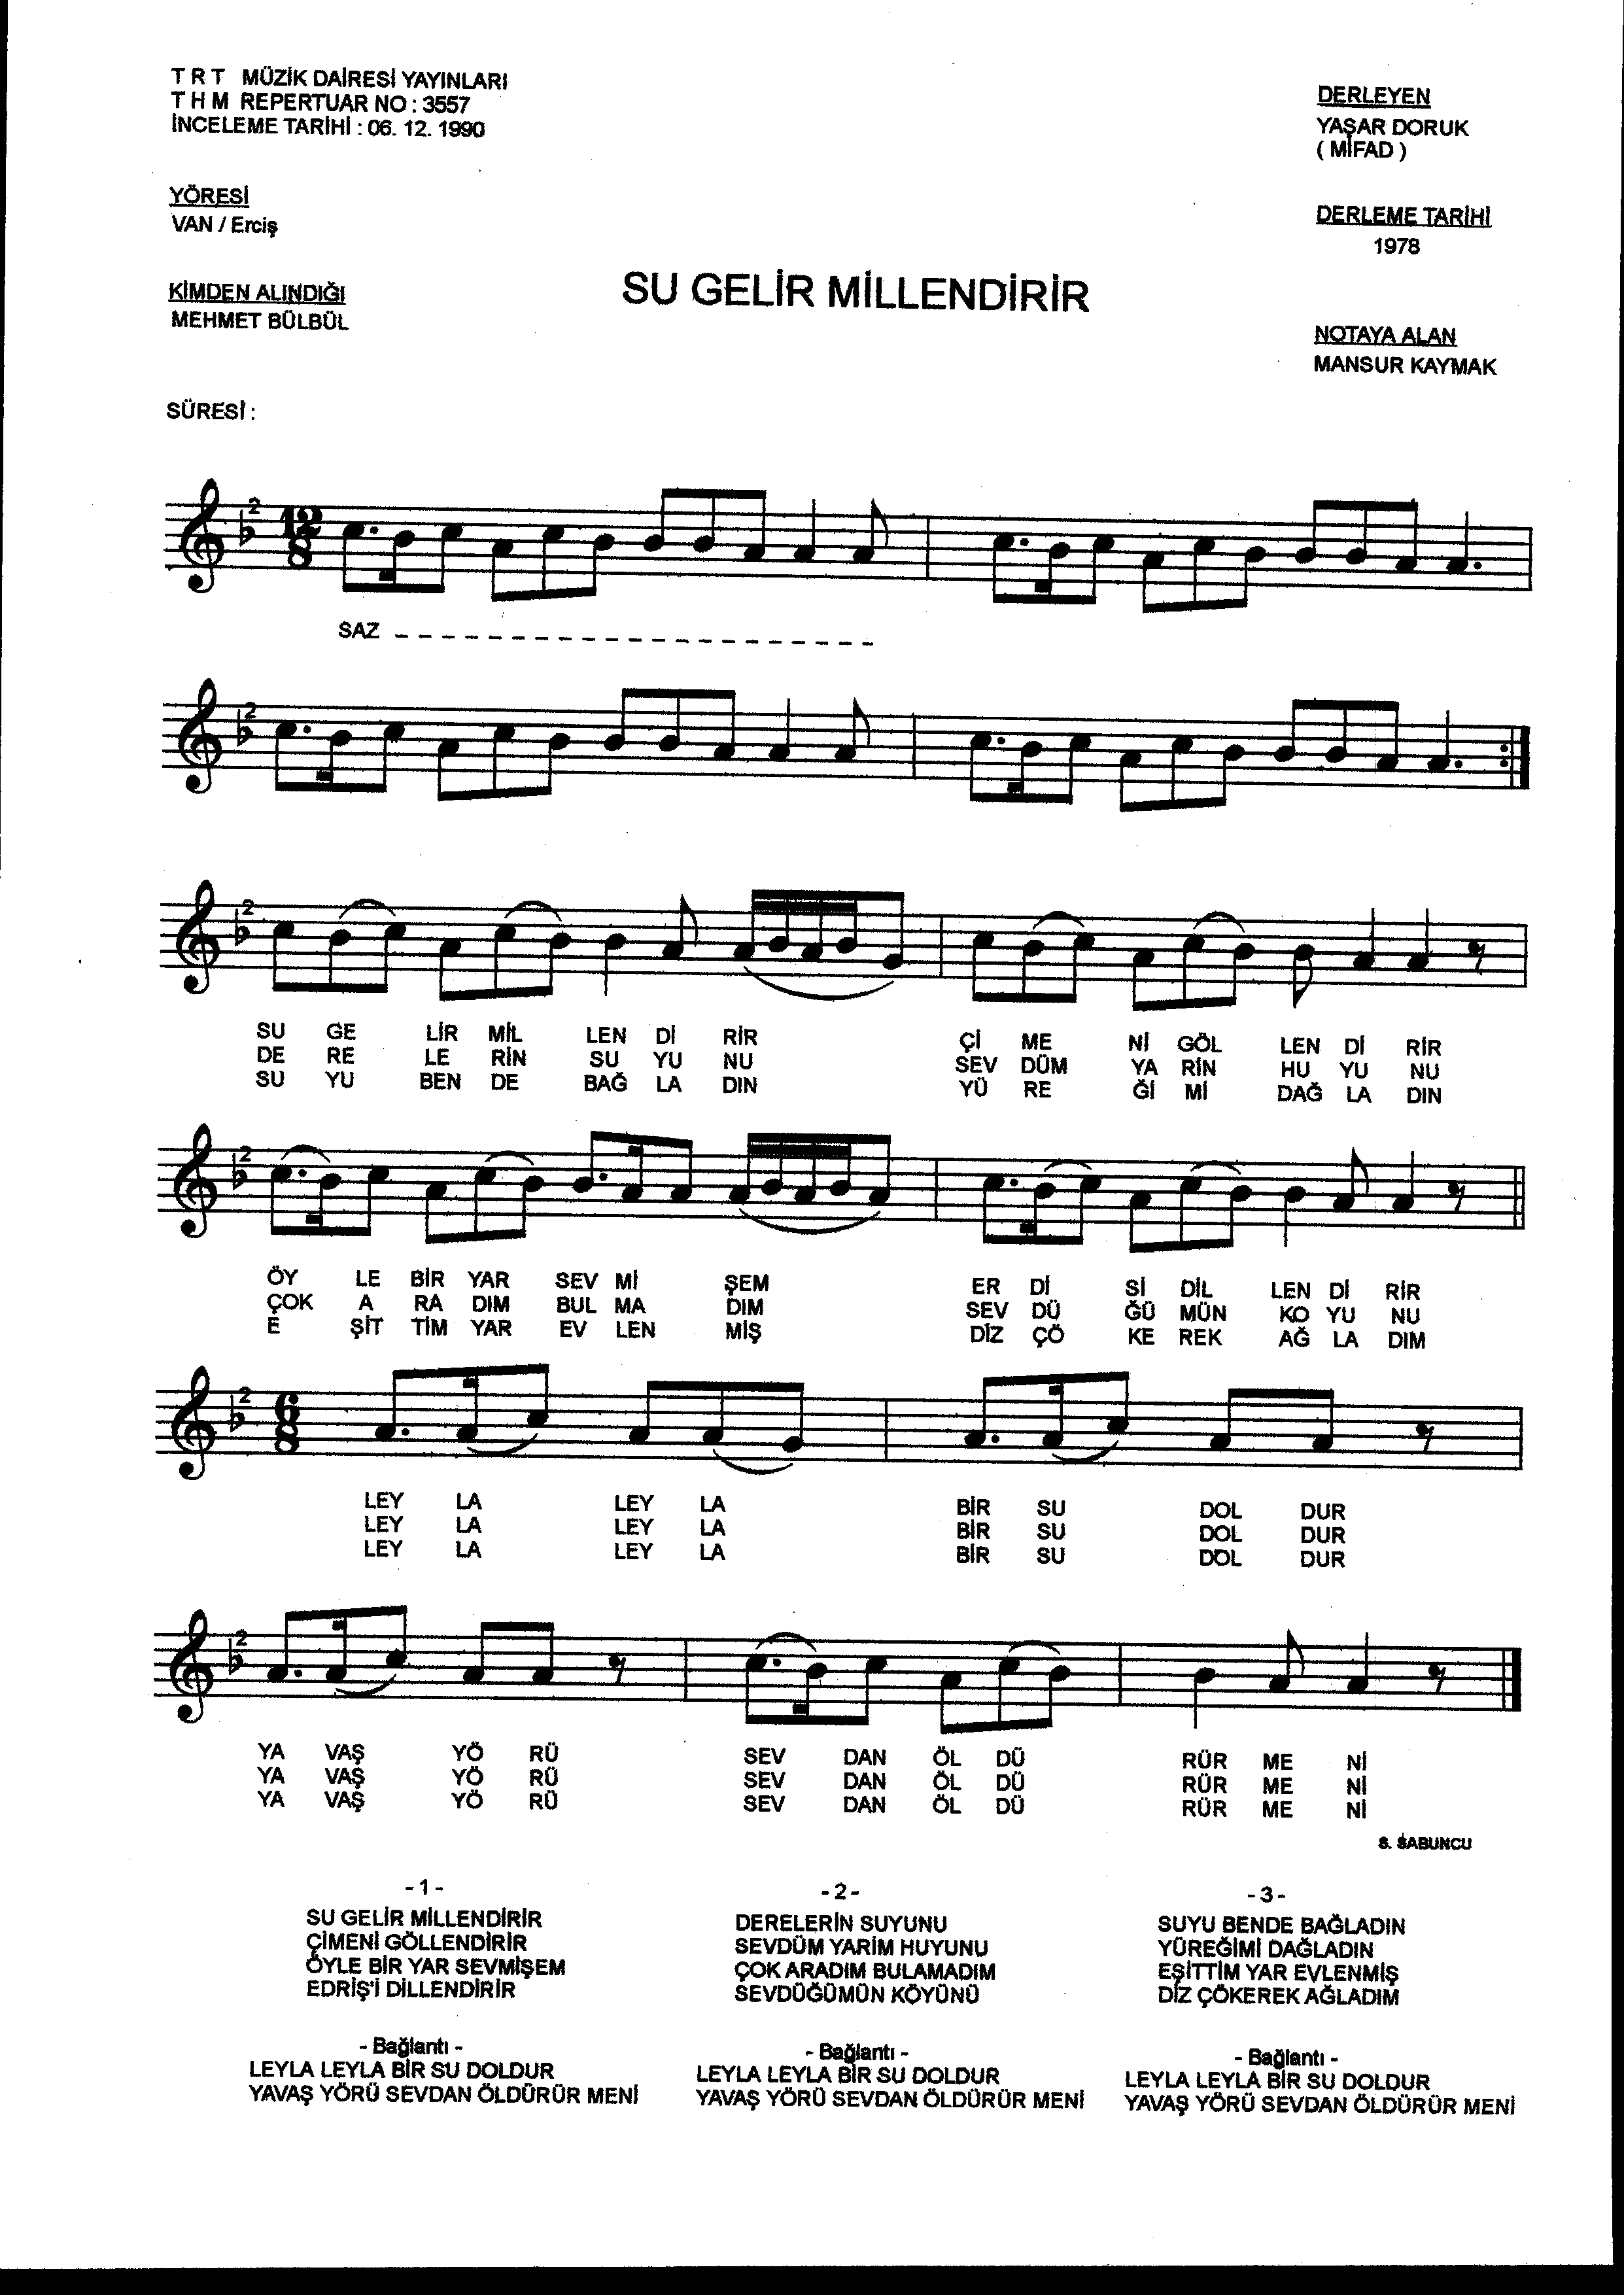 T R T MÜZİK DAİRESİ YAYINLARI
T H M REPERTUAR NO : 3557
İNCELEME TARİHİ : 06. 12. 1990
DERLEYEN
YAŞAR DORUK
( MİFAD )
YÖRESİ
VAN / Erciş
DERLEME TARİHİ
1978
KİMDEN ALINDIĞI
MEHMET BÜLBÜL
SU GELİR MİLLENDİRİR
NOTAYA ALAN
MANSUR KAYMAK
SÜRESİ :
2
12
8
SAZ
2
2
SU GE LİR MİL LEN Dİ RİR Çİ ME Nİ GÖL LEN Dİ RİR
DE RE LE RİN SU YU NU SEV DÜM YA RİN HU YU NU
SU YU BEN DE BAĞ LA DIN YÜ RE Ğİ Mİ DAĞ LA DIN
2
ÖY LE BİR YAR SEV Mİ ŞEM ER Dİ Sİ DİL LEN Dİ RİR
ÇOK A RA DIM BUL MA DIM SEV DÜ ĞÜ MÜN KO YU NU
E ŞİT TİM YAR EV LEN MİŞ DİZ ÇÖ KE REK AĞ LA DIM
2
6
8
LEY LA LEY LA BİR SU DOL DUR
LEY LA LEY LA BİR SU DOL DUR
LEY LA LEY LA BİR SU DOL DUR
2
YA VAŞ YÖ RÜ SEV DAN ÖL DÜ RÜR ME Nİ
YA VAŞ YÖ RÜ SEV DAN ÖL DÜ RÜR ME Nİ
YA VAŞ YÖ RÜ SEV DAN ÖL DÜ RÜR ME Nİ
S. SABUNCU
- 1 -
SU GELİR MİLLENDİRİR
ÇİMENİ GÖLLENDİRİR
ÖYLE BİR YAR SEVMİŞEM
EDRİŞ'İ DİLLENDİRİR
- Bağlantı -
LEYLA LEYLA BİR SU DOLDUR
YAVAŞ YÖRÜ SEVDAN ÖLDÜRÜR MENİ
- 2 -
DERELERİN SUYUNU
SEVDÜM YARİM HUYUNU
ÇOK ARADIM BULAMADIM
SEVDÜĞÜMÜN KÖYÜNÜ
- Bağlantı -
LEYLA LEYLA BİR SU DOLDUR
YAVAŞ YÖRÜ SEVDAN ÖLDÜRÜR MENİ
- 3 -
SUYU BENDE BAĞLADIN
YÜREĞİMİ DAĞLADIN
EŞİTTİM YAR EVLENMİŞ
DİZ ÇÖKEREK AĞLADIM
- Bağlantı -
LEYLA LEYLA BİR SU DOLDUR
YAVAŞ YÖRÜ SEVDAN ÖLDÜRÜR MENİ